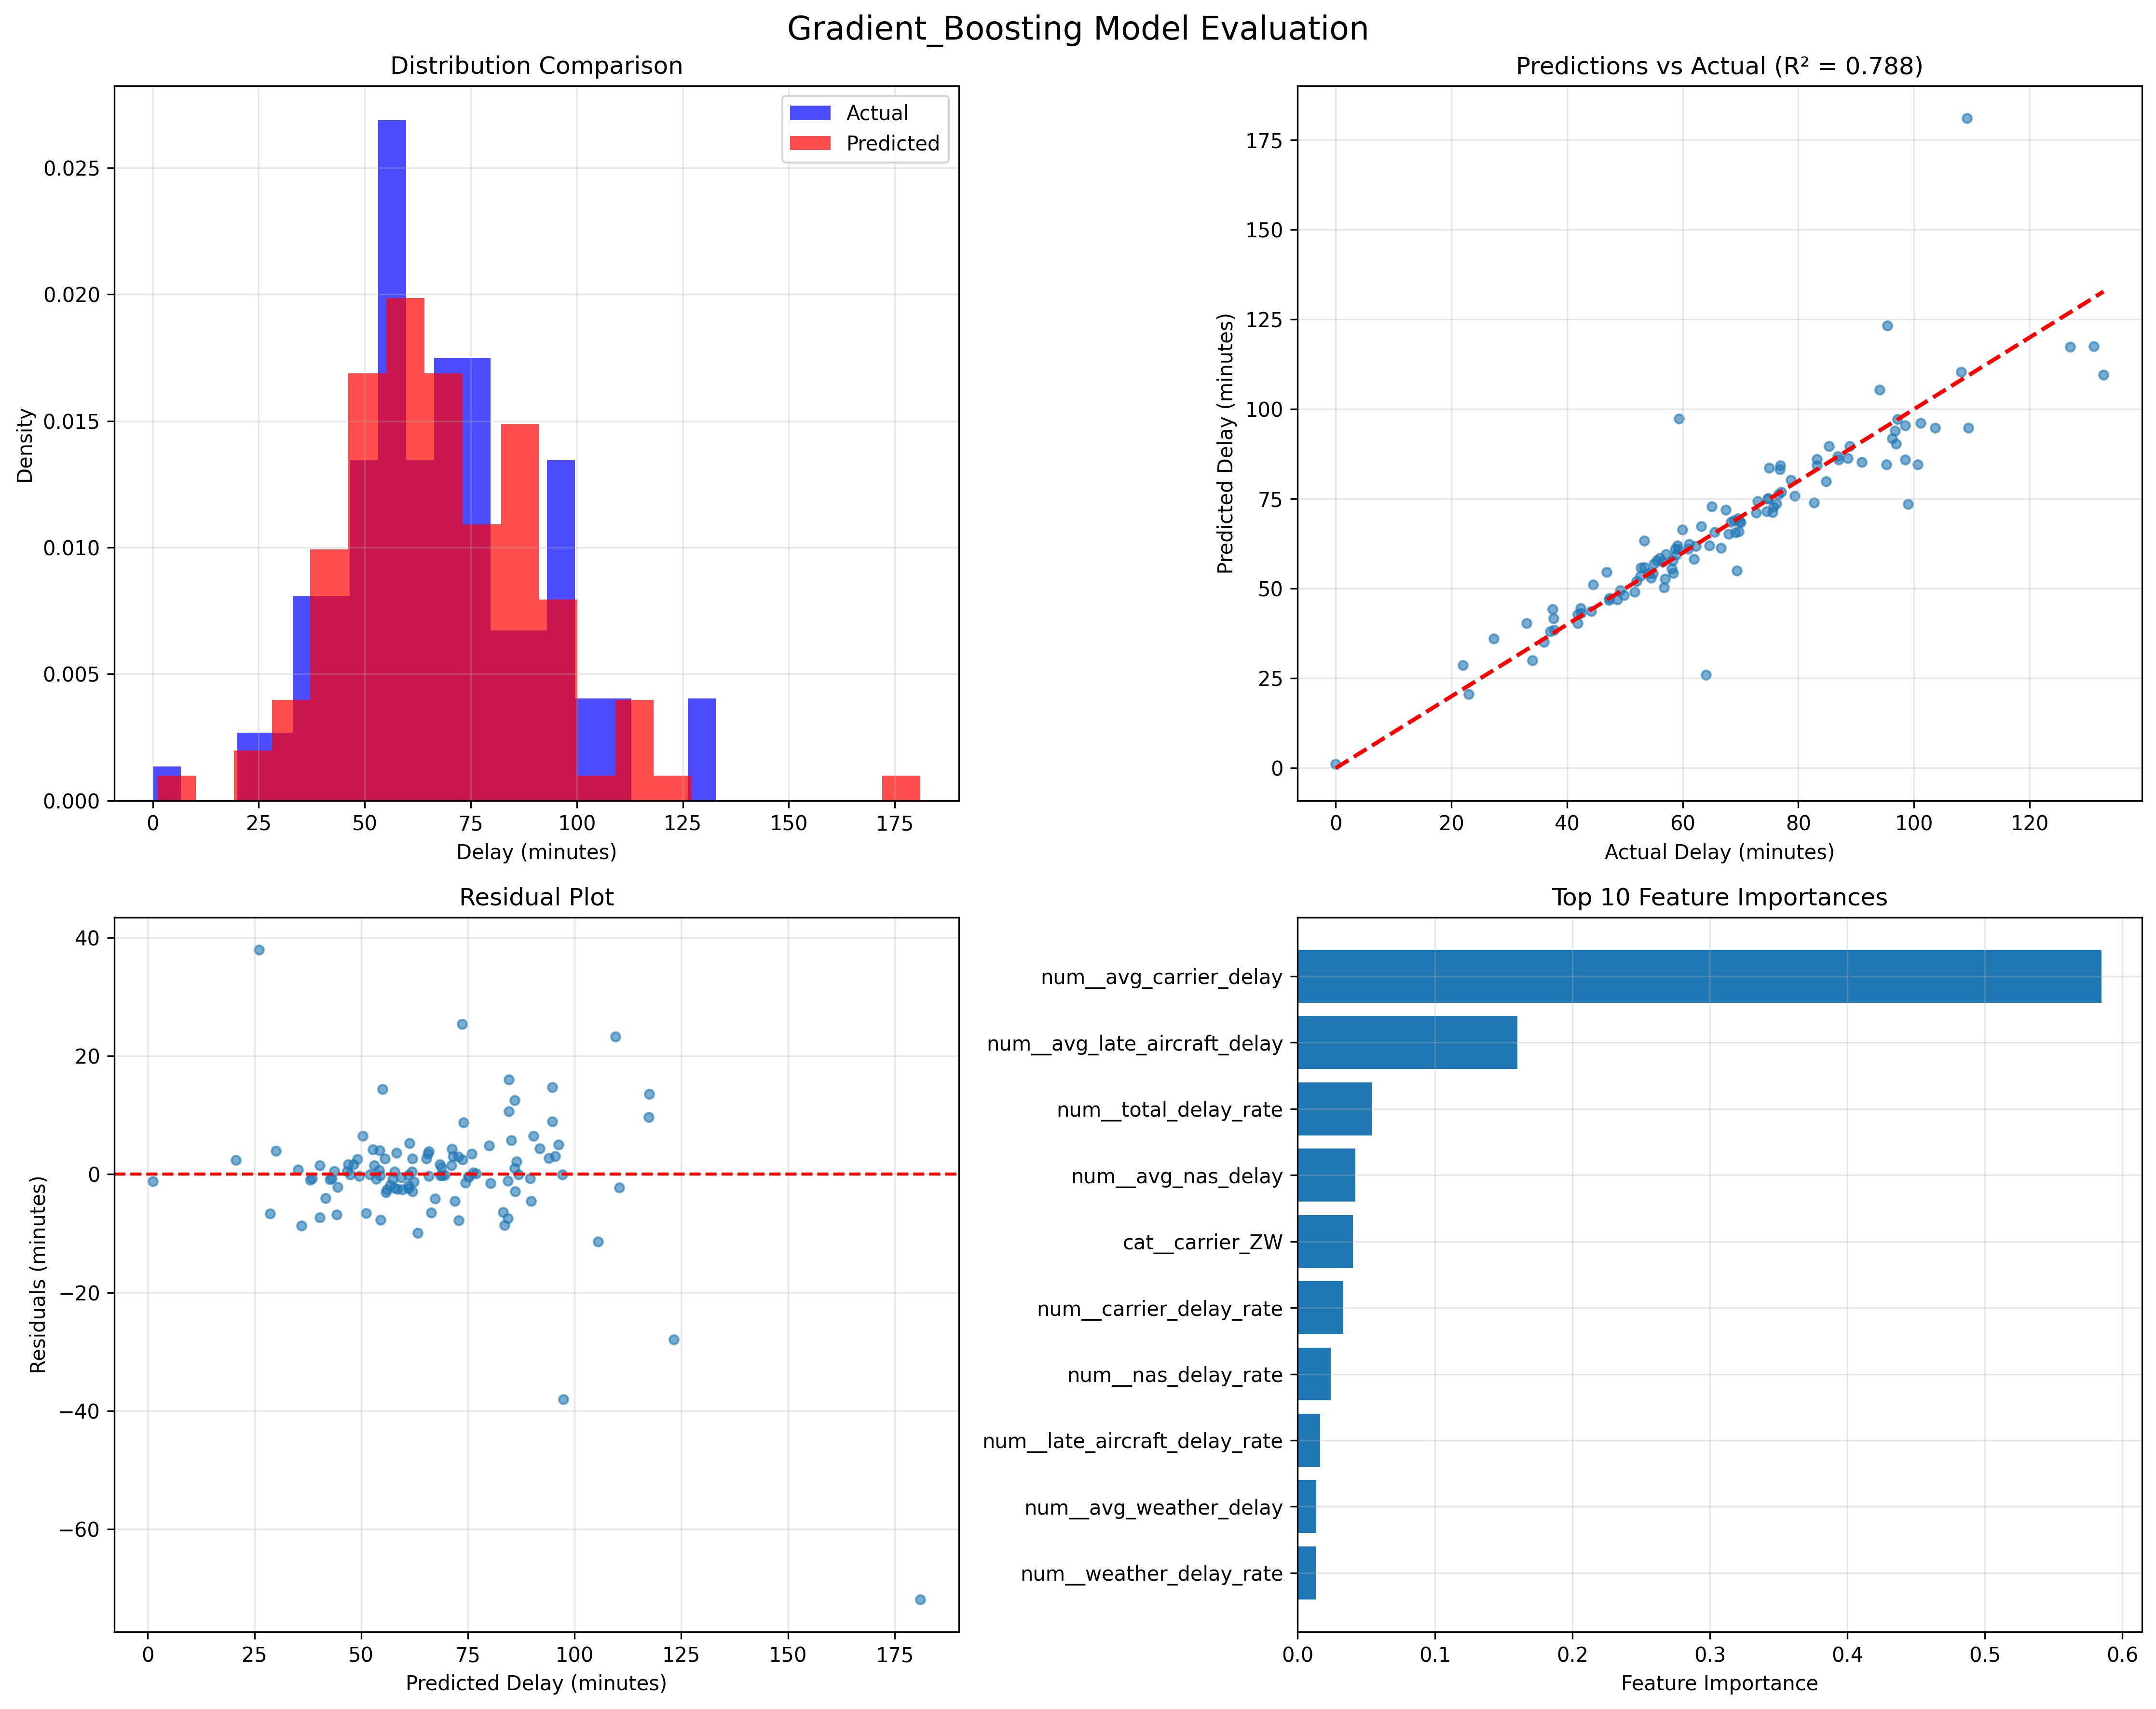 Gradient_Boosting Model Evaluation
Distribution Comparison
Actual
Predicted
0.025
0.020
0.015
0.010
0.005
0.000
Density
0 25 50 75 100 125 150 175
Delay (minutes)
Predictions vs Actual (R² = 0.788)
175
150
125
100
75
50
25
0
Predicted Delay (minutes)
0 20 40 60 80 100 120
Actual Delay (minutes)
Residual Plot
40
20
0
−20
−40
−60
Residuals (minutes)
0 25 50 75 100 125 150 175
Predicted Delay (minutes)
Top 10 Feature Importances
num__avg_carrier_delay
num__avg_late_aircraft_delay
num__total_delay_rate
num__avg_nas_delay
cat__carrier_ZW
num__carrier_delay_rate
num__nas_delay_rate
num__late_aircraft_delay_rate
num__avg_weather_delay
num__weather_delay_rate
0.0 0.1 0.2 0.3 0.4 0.5 0.6
Feature Importance